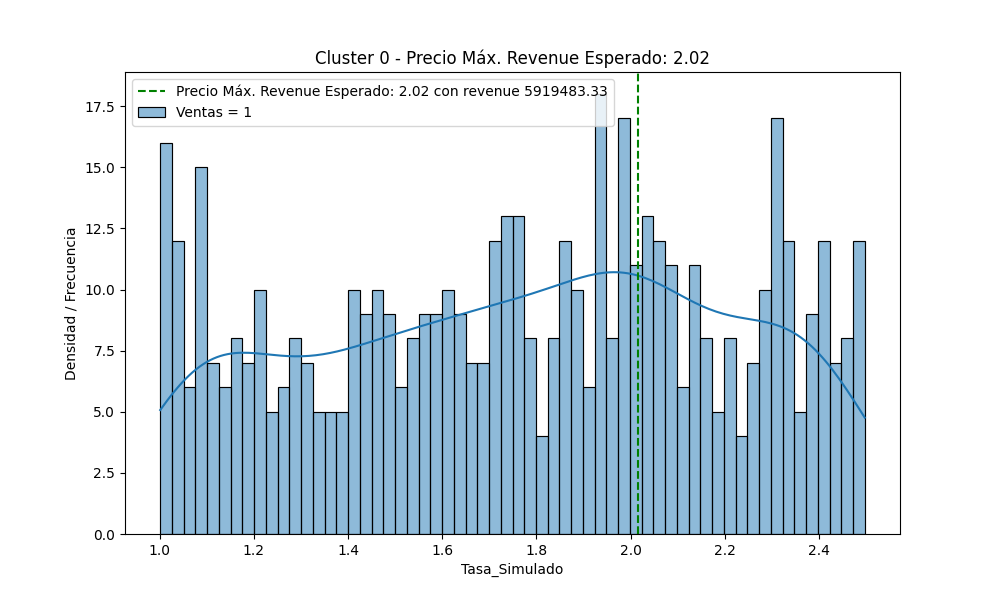 Cluster 0 - Precio Máx. Revenue Esperado: 2.02
Precio Máx. Revenue Esperado: 2.02 con revenue 5919483.33
Ventas = 1
17.5
15.0
12.5
10.0
7.5
5.0
2.5
0.0
Densidad / Frecuencia
1.0 1.2 1.4 1.6 1.8 2.0 2.2 2.4
Tasa_Simulado